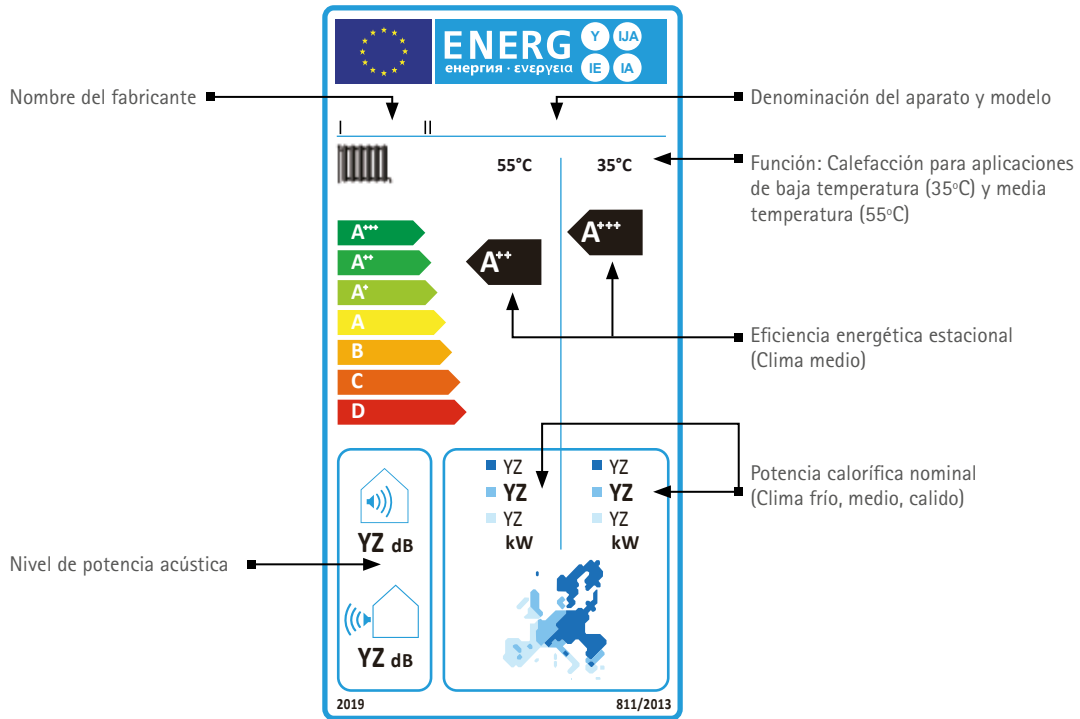 ENERG Y IJA
енергия · ενεργεια IE IA
Nombre del fabricante
Denominación del aparato y modelo
I II
55°C 35°C
Función: Calefacción para aplicaciones
de baja temperatura (35ºC) y media
temperatura (55ºC)
A+++
A++
A+
A
B
C
D
A++
A+++
Eficiencia energética estacional
(Clima medio)
YZ YZ
YZ YZ
YZ YZ
kW kW
Potencia calorífica nominal
(Clima frío, medio, calido)
YZ dB
Nivel de potencia acústica
YZ dB
2019 811/2013